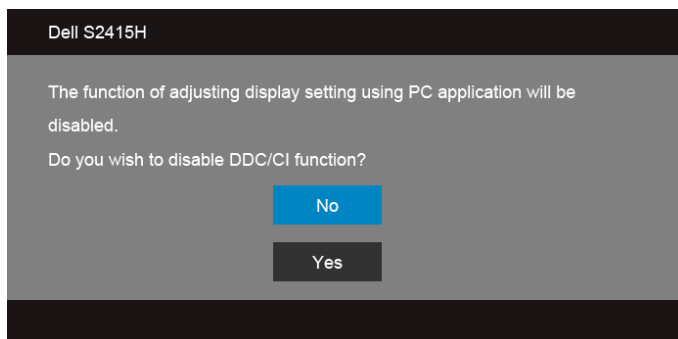 Dell S2415H
The function of adjusting display setting using PC application will be
disabled.
Do you wish to disable DDC/CI function?
No
Yes